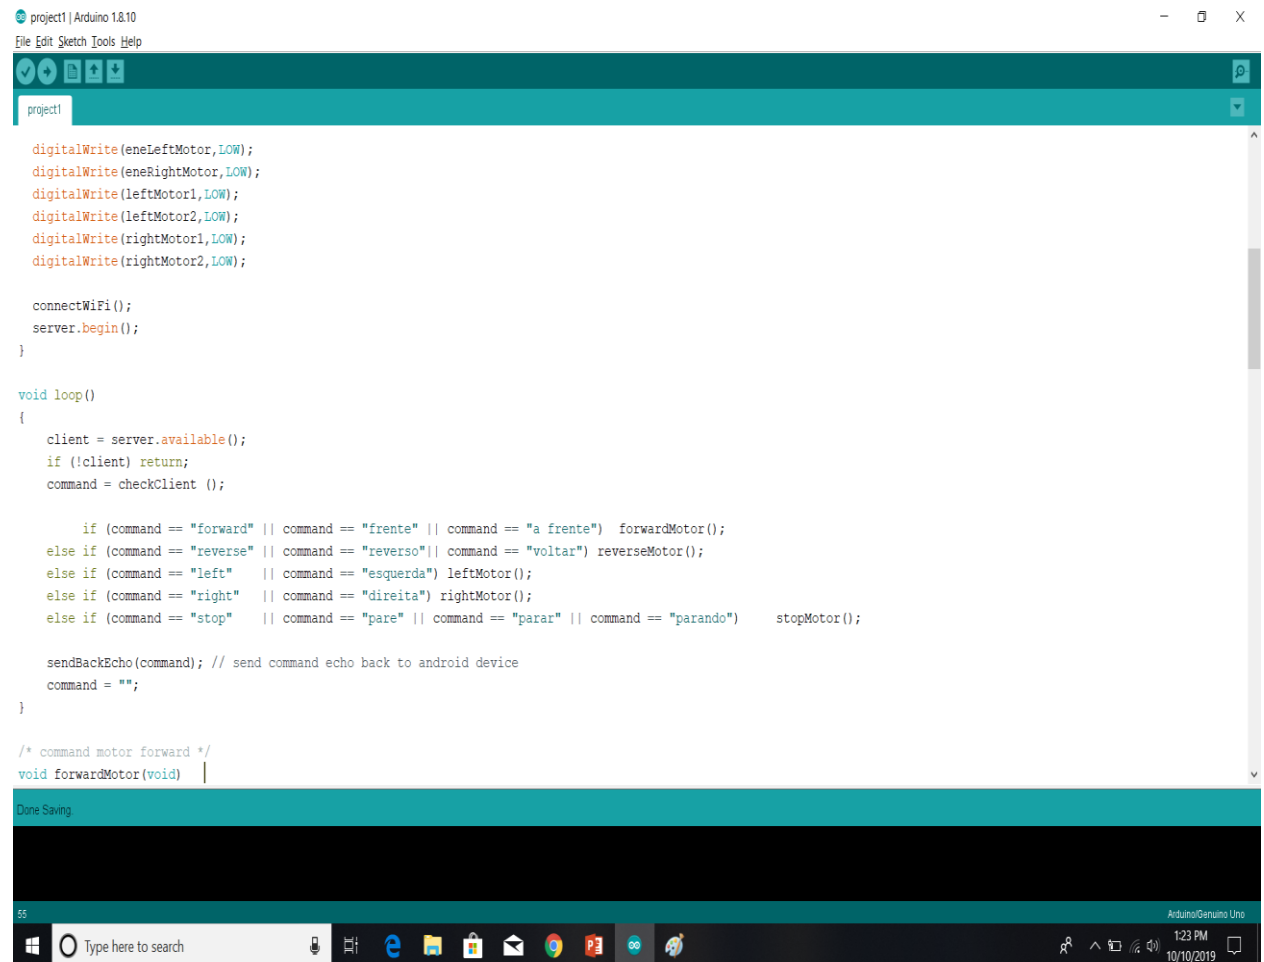 project1 | Arduino 1.8.10
File Edit Sketch Tools Help
project1
digitalWrite(eneLeftMotor,LOW);
digitalWrite(eneRightMotor,LOW);
digitalWrite(leftMotor1,LOW);
digitalWrite(leftMotor2,LOW);
digitalWrite(rightMotor1,LOW);
digitalWrite(rightMotor2,LOW);
connectWiFi();
server.begin();
}
void loop()
{
client = server.available();
if (!client) return;
command = checkClient ();
if (command == "forward" || command == "frente" || command == "a frente")  forwardMotor();
else if (command == "reverse" || command == "reverso"|| command == "voltar") reverseMotor();
else if (command == "left"    || command == "esquerda") leftMotor();
else if (command == "right"   || command == "direita") rightMotor();
else if (command == "stop"    || command == "pare" || command == "parar" || command == "parando")     stopMotor();
sendBackEcho(command); // send command echo back to android device
command = "";
}
/* command motor forward */
void forwardMotor(void)
Done Saving.
55
Arduino/Genuino Uno
Type here to search
1:23 PM
10/10/2019